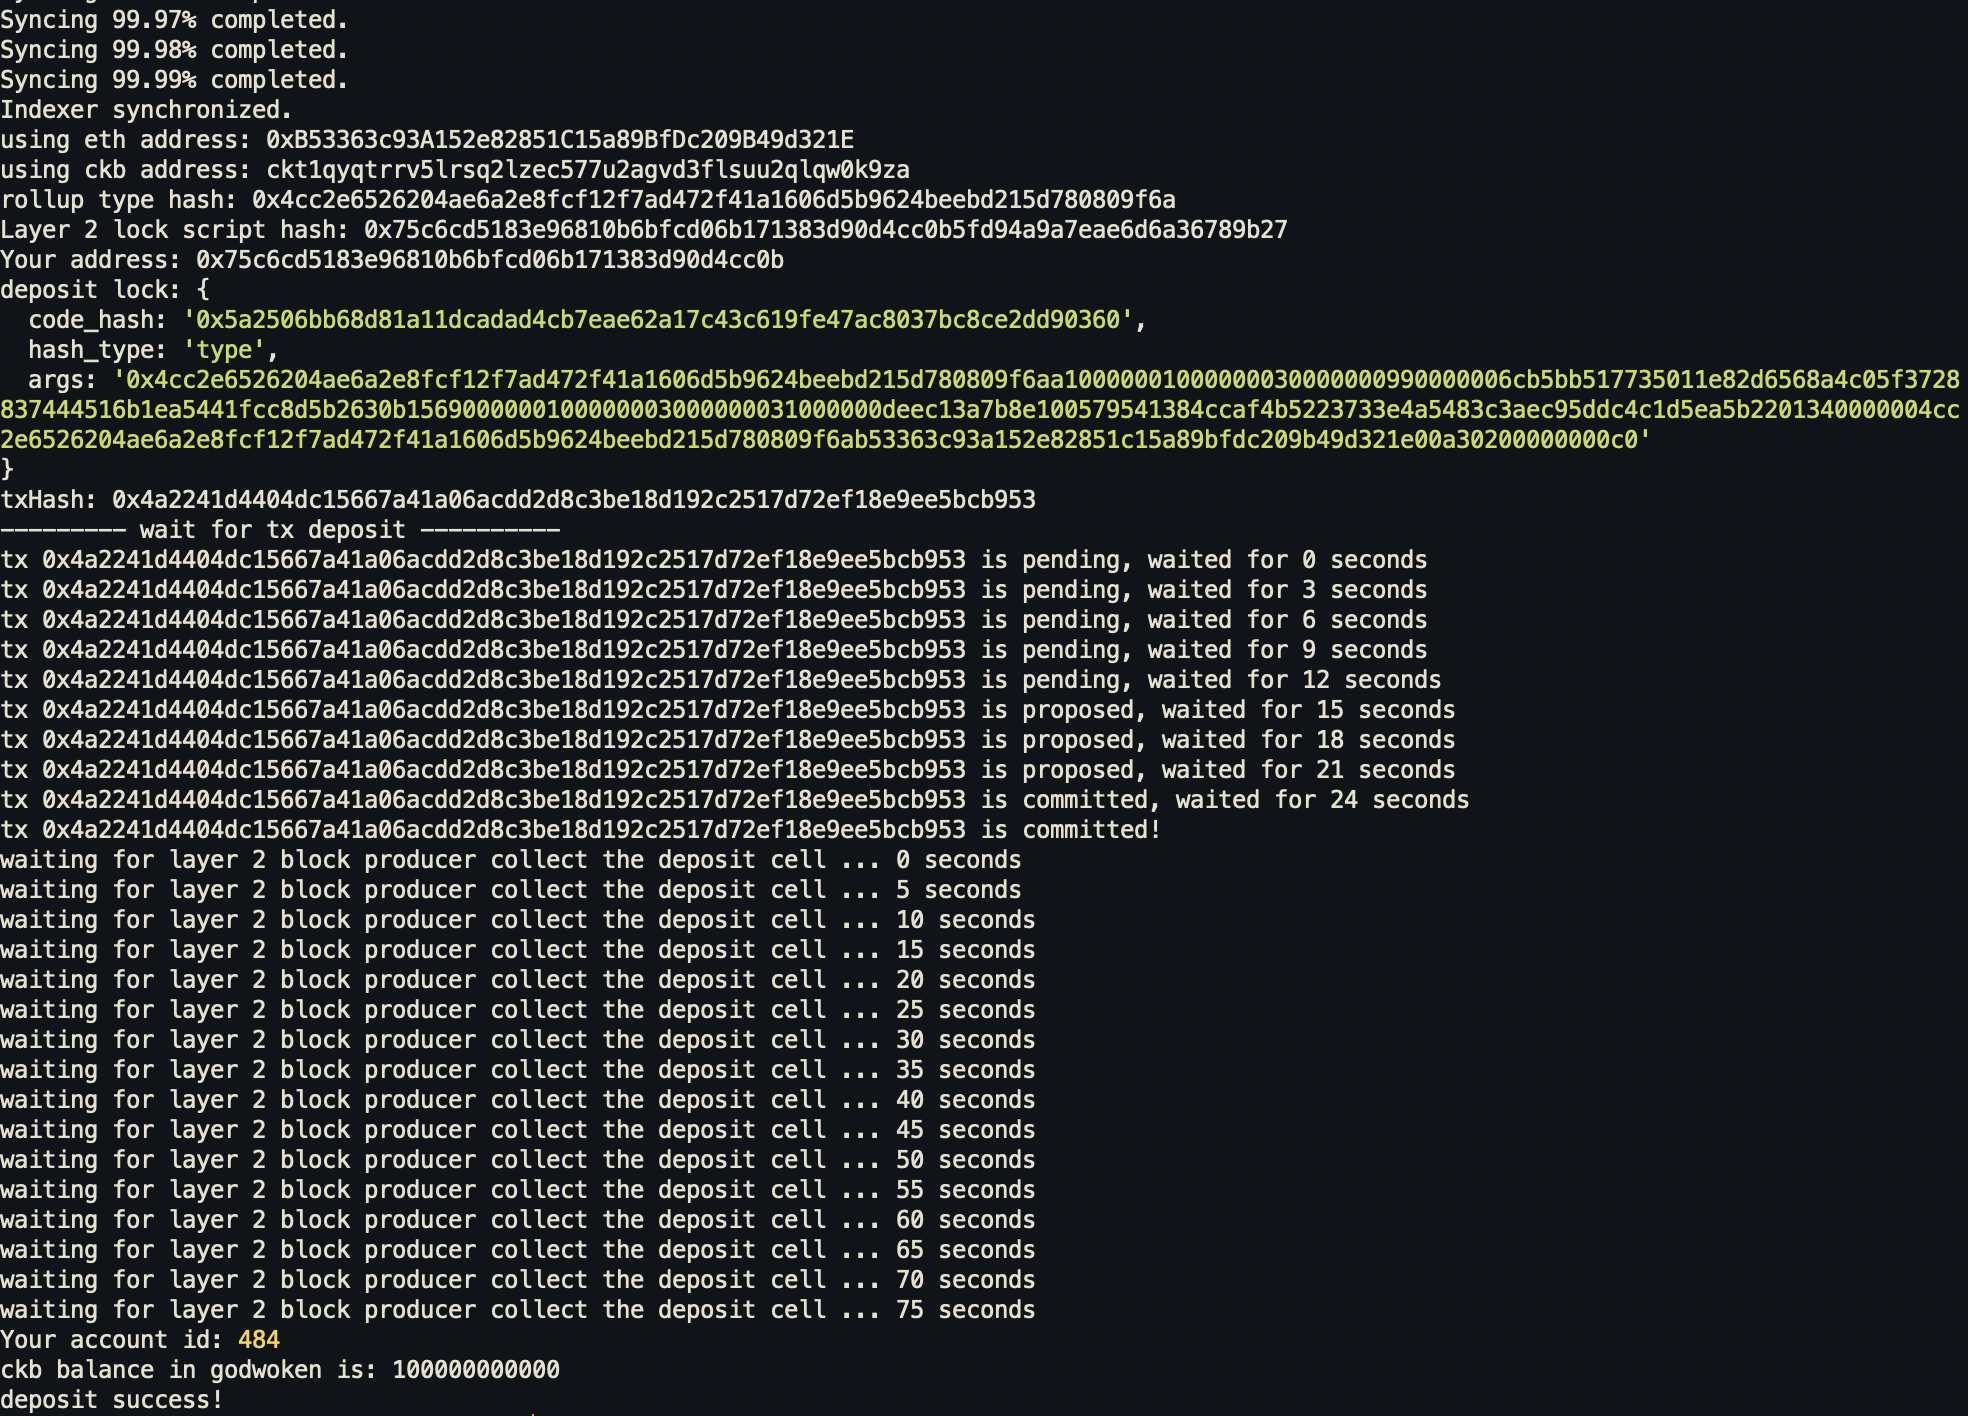 Syncing 99.97% completed.
Syncing 99.98% completed.
Syncing 99.99% completed.
Indexer synchronized.
using eth address: 0xB53363c93A152e82851C15a89BfDc209B49d321E
using ckb address: ckt1qyqtrrv5lrsq2lzec577u2agvd3flsuu2qlqw0k9za
rollup type hash: 0x4cc2e6526204ae6a2e8fcf12f7ad472f41a1606d5b9624beebd215d780809f6a
Layer 2 lock script hash: 0x75c6cd5183e96810b6bfcd06b171383d90d4cc0b5fd94a9a7eae6d6a36789b27
Your address: 0x75c6cd5183e96810b6bfcd06b171383d90d4cc0b
deposit lock: {
  code_hash: '0x5a2506bb68d81a11dcadad4cb7eae62a17c43c619fe47ac8037bc8ce2dd90360',
  hash_type: 'type',
  args: '0x4cc2e6526204ae6a2e8fcf12f7ad472f41a1606d5b9624beebd215d780809f6aa10000001000000030000000990000006cb5bb517735011e82d6568a4c05f3728
837444516b1ea5441fcc8d5b2630b15690000001000000003000000031000000deec13a7b8e100579541384ccaf4b5223733e4a5483c3aec95ddc4c1d5ea5b2201340000004cc
2e6526204ae6a2e8fcf12f7ad472f41a1606d5b9624beebd215d780809f6ab53363c93a152e82851c15a89bfdc209b49d321e00a30200000000c0'
}
txHash: 0x4a2241d4404dc15667a41a06acdd2d8c3be18d192c2517d72ef18e9ee5bcb953
--------- wait for tx deposit ----------
tx 0x4a2241d4404dc15667a41a06acdd2d8c3be18d192c2517d72ef18e9ee5bcb953 is pending, waited for 0 seconds
tx 0x4a2241d4404dc15667a41a06acdd2d8c3be18d192c2517d72ef18e9ee5bcb953 is pending, waited for 3 seconds
tx 0x4a2241d4404dc15667a41a06acdd2d8c3be18d192c2517d72ef18e9ee5bcb953 is pending, waited for 6 seconds
tx 0x4a2241d4404dc15667a41a06acdd2d8c3be18d192c2517d72ef18e9ee5bcb953 is pending, waited for 9 seconds
tx 0x4a2241d4404dc15667a41a06acdd2d8c3be18d192c2517d72ef18e9ee5bcb953 is pending, waited for 12 seconds
tx 0x4a2241d4404dc15667a41a06acdd2d8c3be18d192c2517d72ef18e9ee5bcb953 is proposed, waited for 15 seconds
tx 0x4a2241d4404dc15667a41a06acdd2d8c3be18d192c2517d72ef18e9ee5bcb953 is proposed, waited for 18 seconds
tx 0x4a2241d4404dc15667a41a06acdd2d8c3be18d192c2517d72ef18e9ee5bcb953 is proposed, waited for 21 seconds
tx 0x4a2241d4404dc15667a41a06acdd2d8c3be18d192c2517d72ef18e9ee5bcb953 is committed, waited for 24 seconds
tx 0x4a2241d4404dc15667a41a06acdd2d8c3be18d192c2517d72ef18e9ee5bcb953 is committed!
waiting for layer 2 block producer collect the deposit cell ... 0 seconds
waiting for layer 2 block producer collect the deposit cell ... 5 seconds
waiting for layer 2 block producer collect the deposit cell ... 10 seconds
waiting for layer 2 block producer collect the deposit cell ... 15 seconds
waiting for layer 2 block producer collect the deposit cell ... 20 seconds
waiting for layer 2 block producer collect the deposit cell ... 25 seconds
waiting for layer 2 block producer collect the deposit cell ... 30 seconds
waiting for layer 2 block producer collect the deposit cell ... 35 seconds
waiting for layer 2 block producer collect the deposit cell ... 40 seconds
waiting for layer 2 block producer collect the deposit cell ... 45 seconds
waiting for layer 2 block producer collect the deposit cell ... 50 seconds
waiting for layer 2 block producer collect the deposit cell ... 55 seconds
waiting for layer 2 block producer collect the deposit cell ... 60 seconds
waiting for layer 2 block producer collect the deposit cell ... 65 seconds
waiting for layer 2 block producer collect the deposit cell ... 70 seconds
waiting for layer 2 block producer collect the deposit cell ... 75 seconds
Your account id: 484
ckb balance in godwoken is: 100000000000
deposit success!